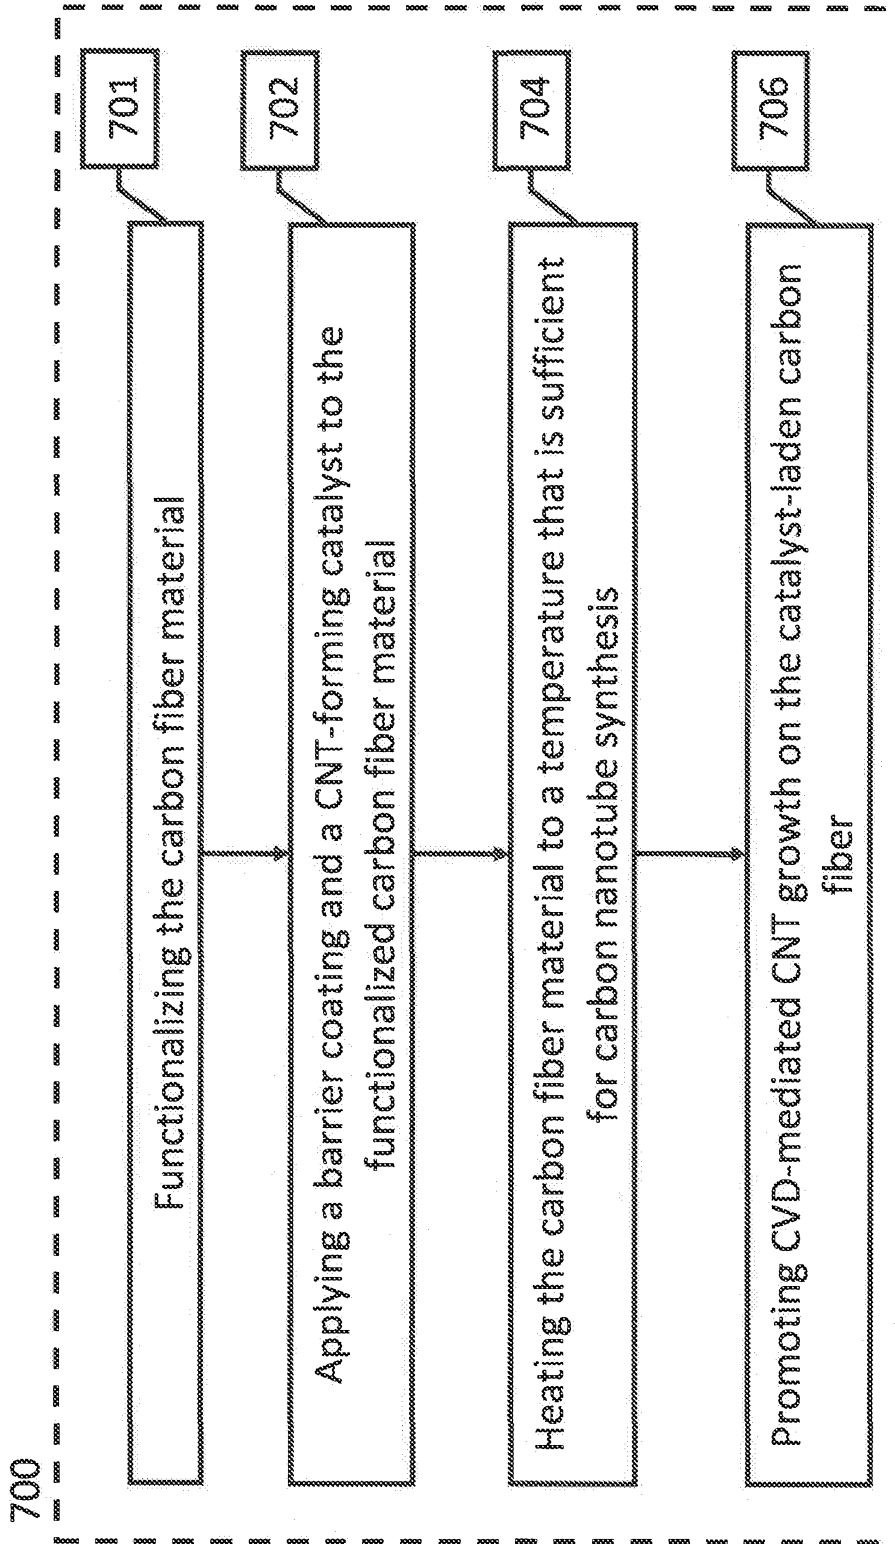 700
Functionalizing the carbon fiber material
701
Applying a barrier coating and a CNT-forming catalyst to the
functionalized carbon fiber material
702
Heating the carbon fiber material to a temperature that is sufficient
for carbon nanotube synthesis
704
Promoting CVD-mediated CNT growth on the catalyst-laden carbon
fiber
706